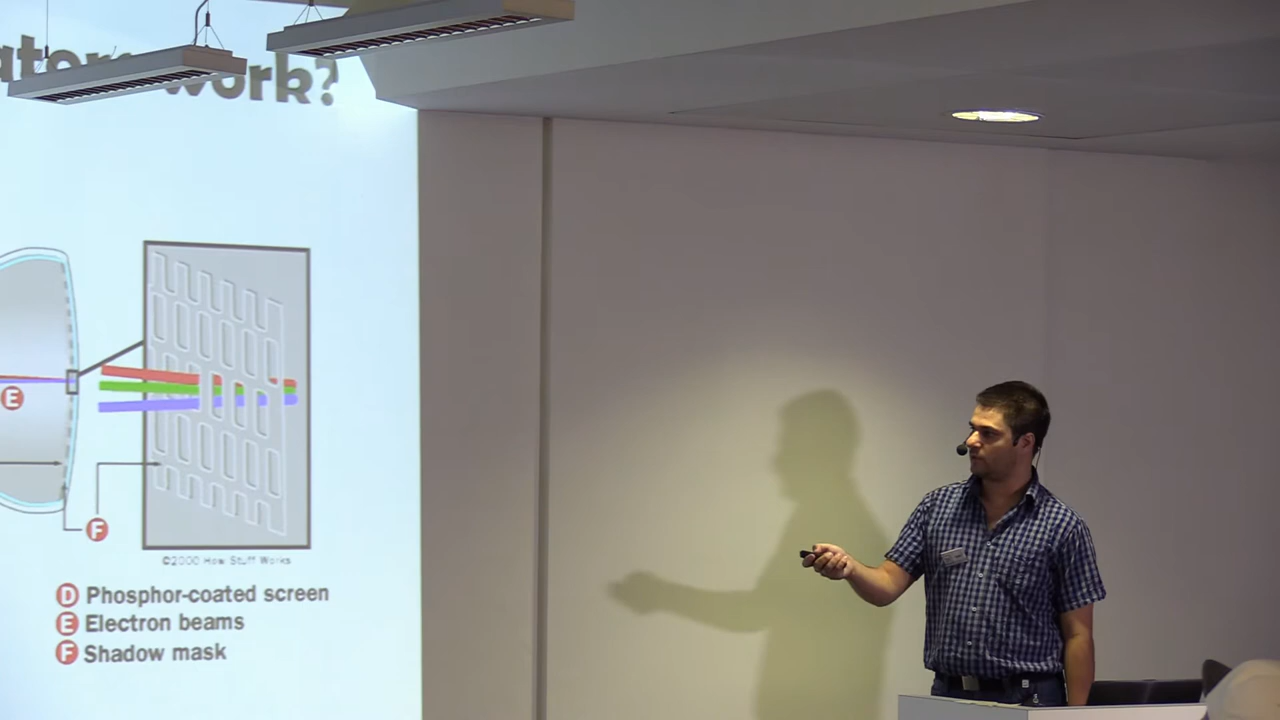 work?
E
F
©2000 How Stuff Works
D Phosphor-coated screen
E Electron beams
F Shadow mask